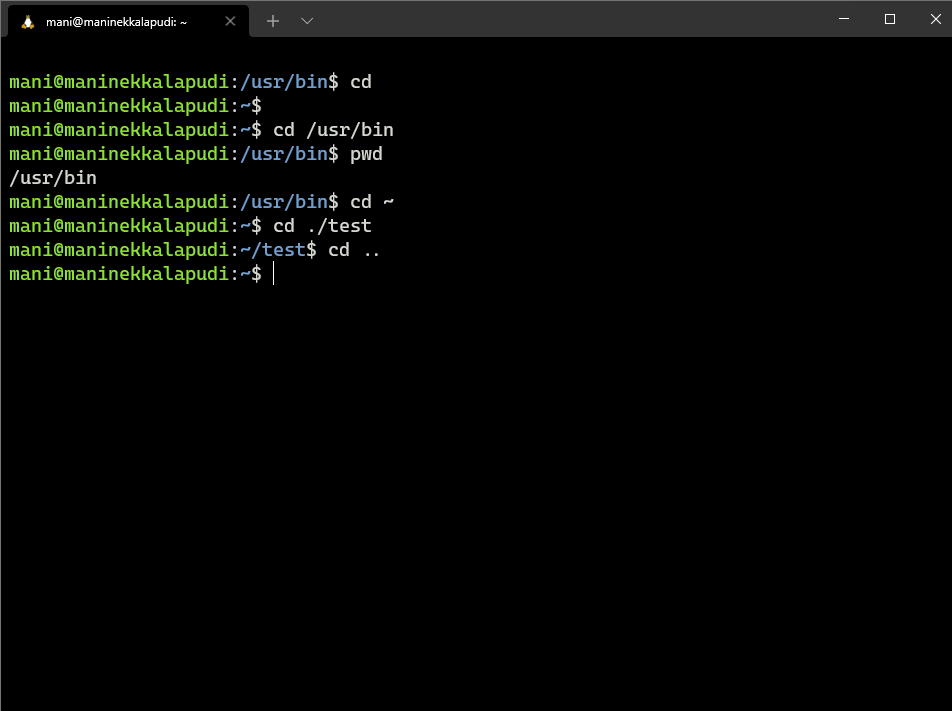 mani@maninekkalapudi: ~
mani@maninekkalapudi:/usr/bin$ cd
mani@maninekkalapudi:~$
mani@maninekkalapudi:~$ cd /usr/bin
mani@maninekkalapudi:/usr/bin$ pwd
/usr/bin
mani@maninekkalapudi:/usr/bin$ cd ~
mani@maninekkalapudi:~$ cd ./test
mani@maninekkalapudi:~/test$ cd ..
mani@maninekkalapudi:~$